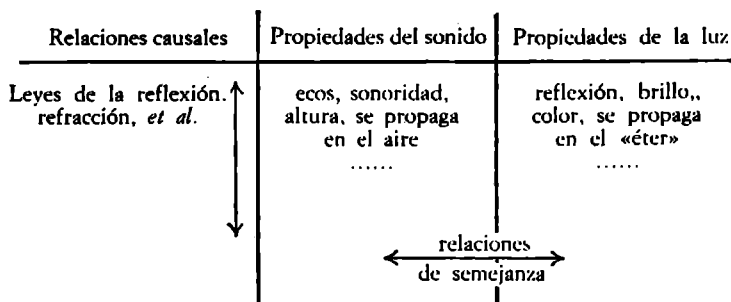 Relaciones causales
Propiedades del sonido
Propiedades de la luz
Leyes de la reflexión.
refracción, et al.
ecos, sonoridad,
altura, se propaga
en el aire
......
reflexión, brillo,,
color, se propaga
en el «éter»
......
relaciones
de semejanza